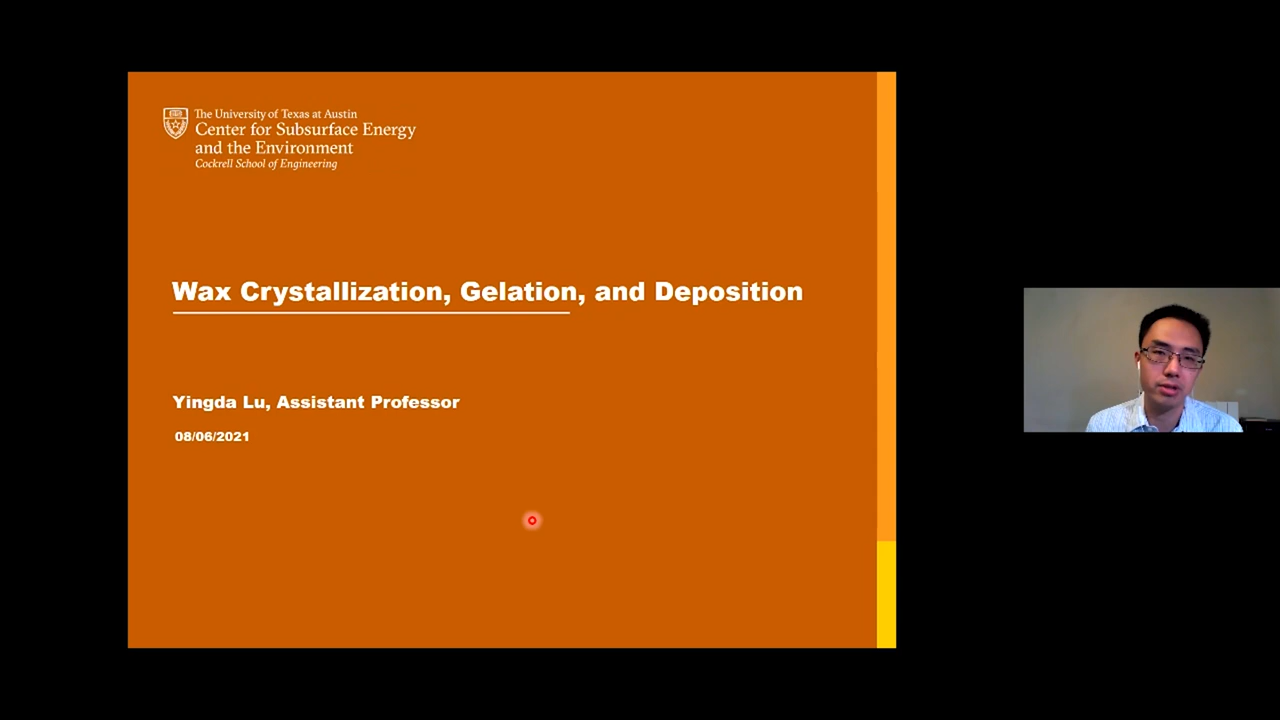 The University of Texas at Austin
Center for Subsurface Energy
and the Environment
Cockrell School of Engineering
Wax Crystallization, Gelation, and Deposition
Yingda Lu, Assistant Professor
08/06/2021